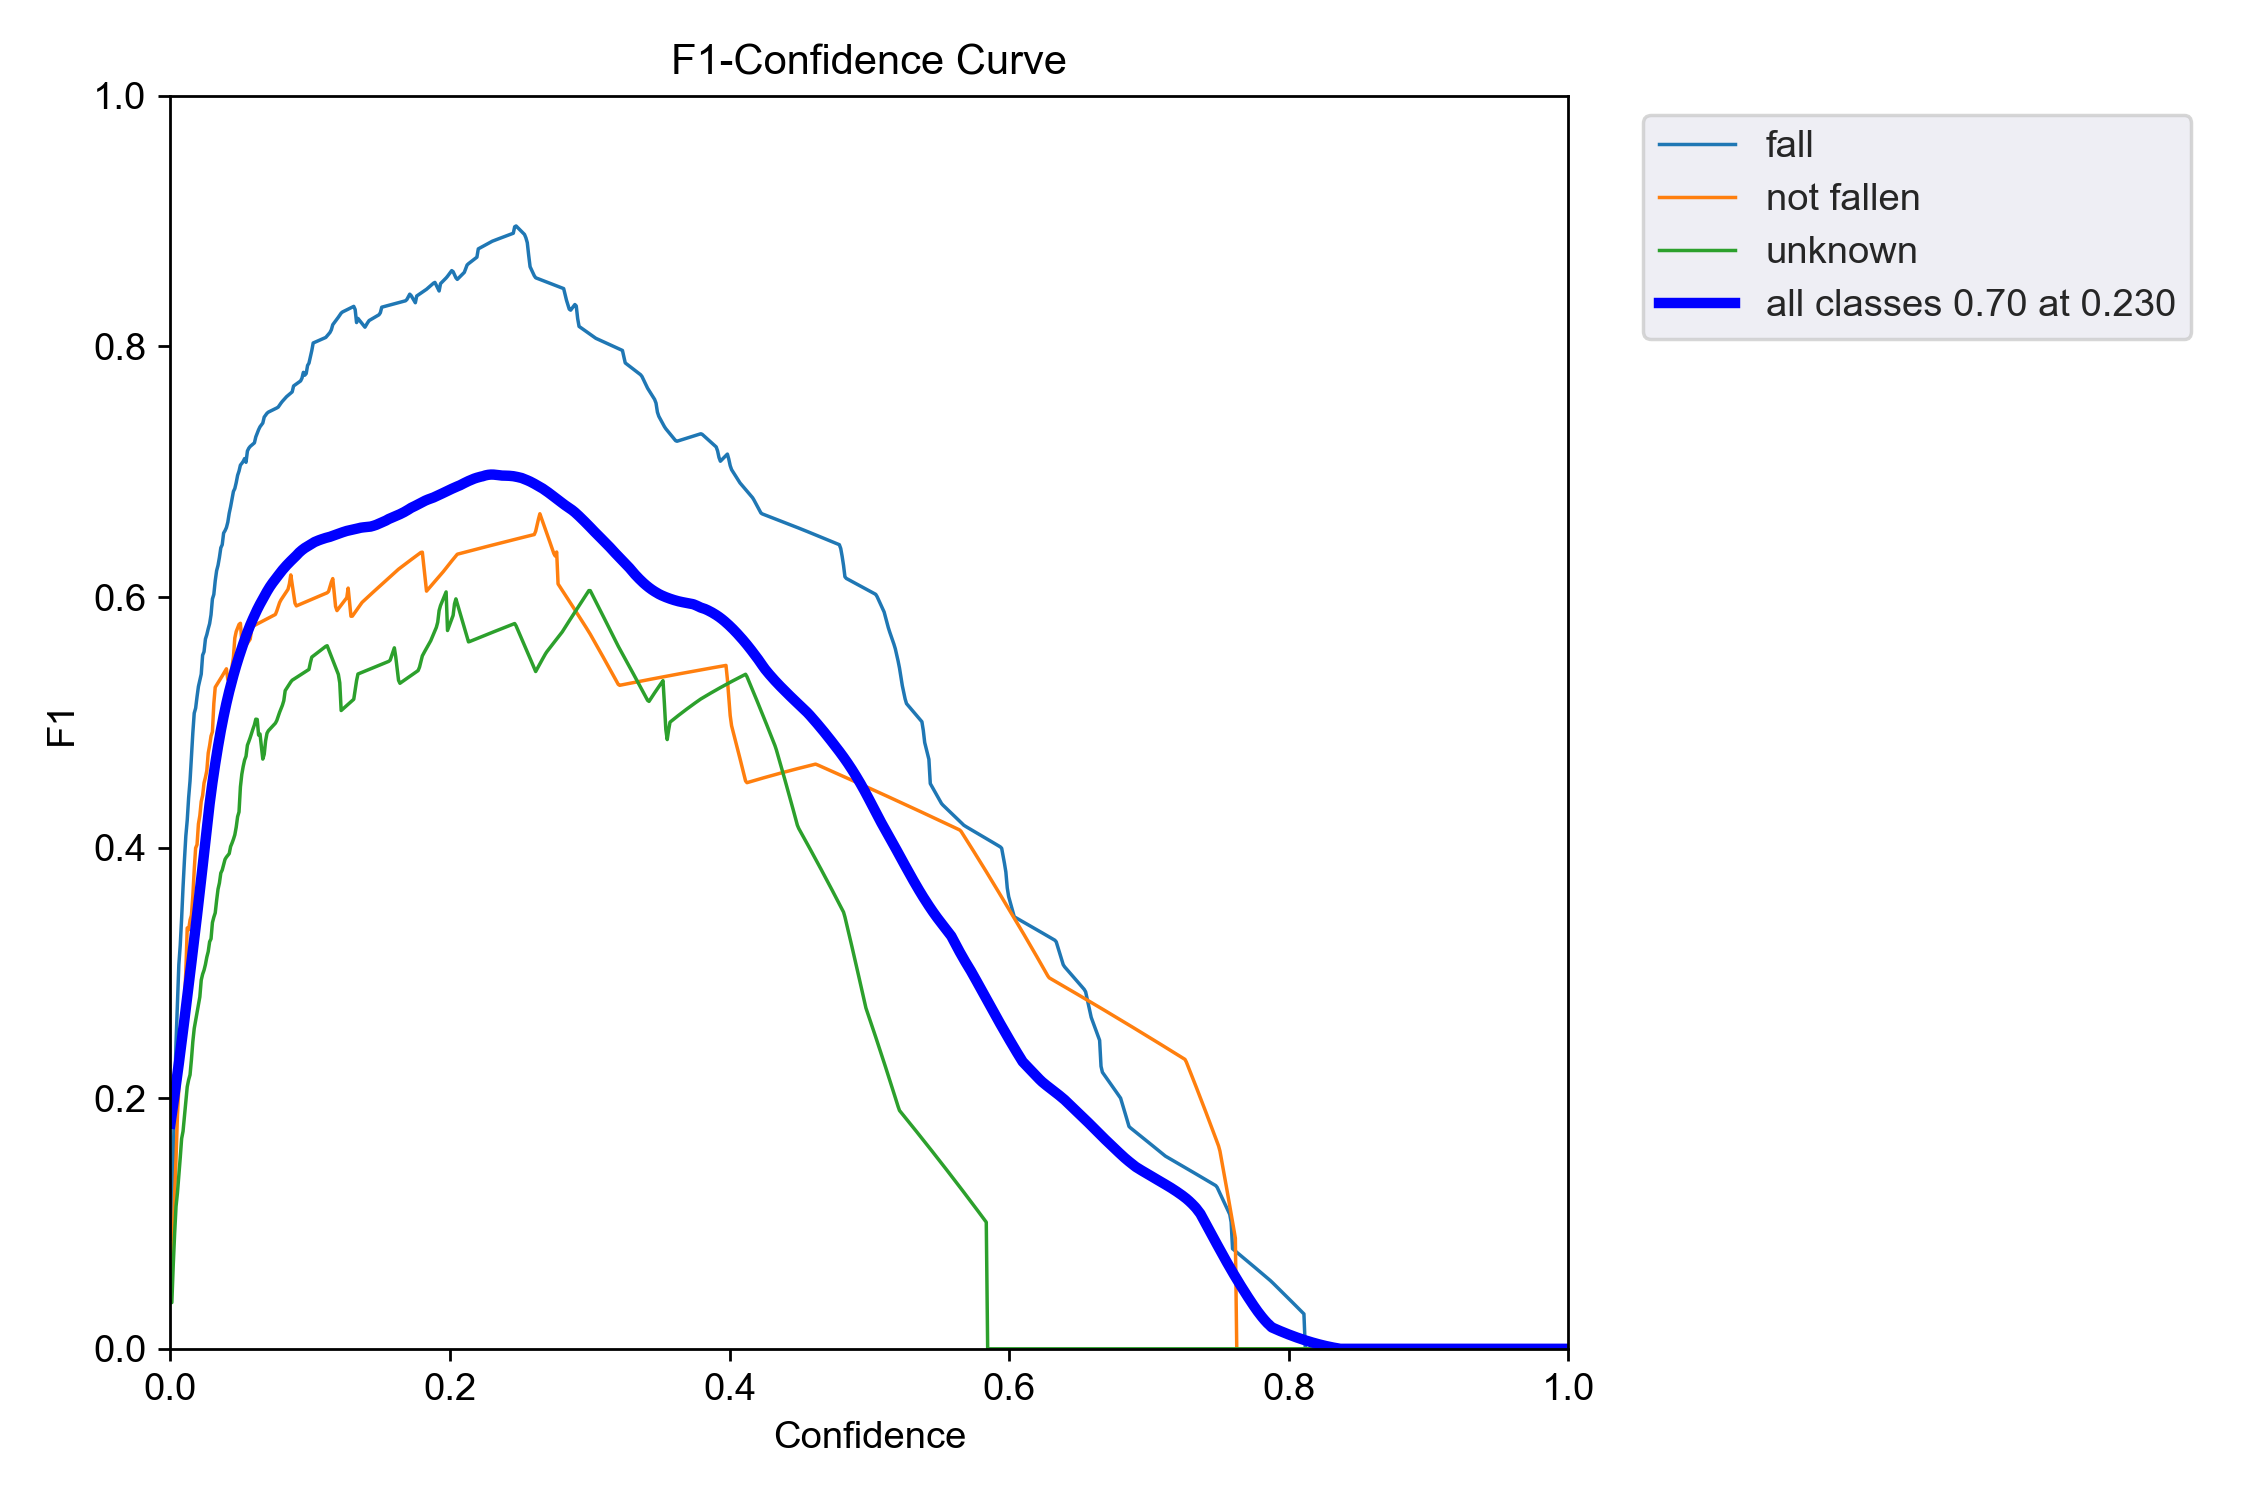 F1-Confidence Curve
1.0
0.8
0.6
0.4
0.2
0.0
F1
0.0 0.2 0.4 0.6 0.8 1.0
Confidence
fall
not fallen
unknown
all classes 0.70 at 0.230